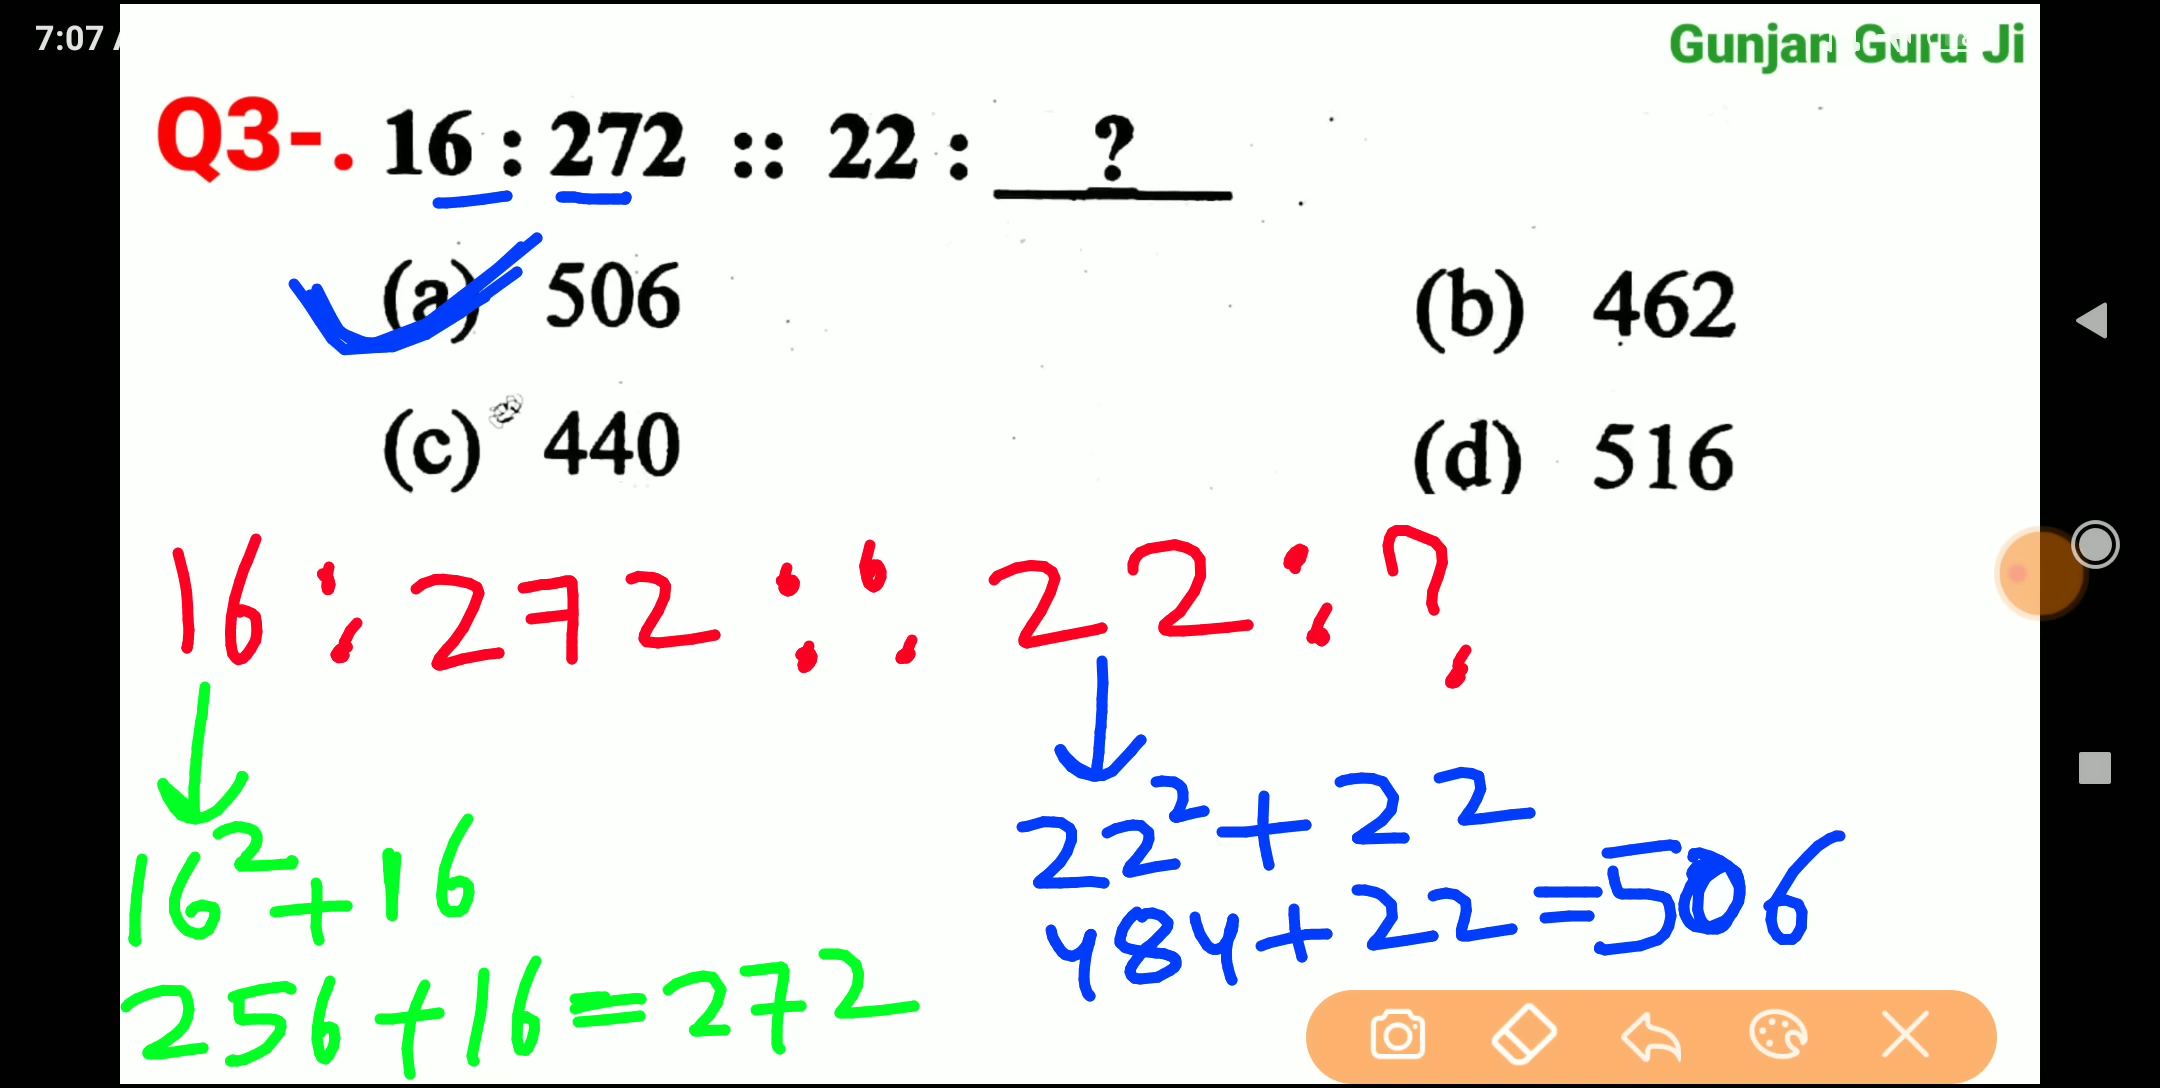 7:07
Gunjan Guru Ji
Q3-. 16 : 272 :: 22 : ?
(a) 506
(b) 462
(c) 440
(d) 516
16 : 272 :: 22 : ?
16² + 16
22² + 22
484 + 22 = 506
256 + 16 = 272